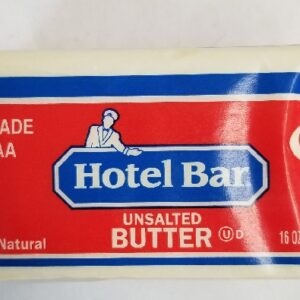 ADE
AA
Hotel Bar
UNSALTED
BUTTER Ⓤ D
Natural
16 OZ